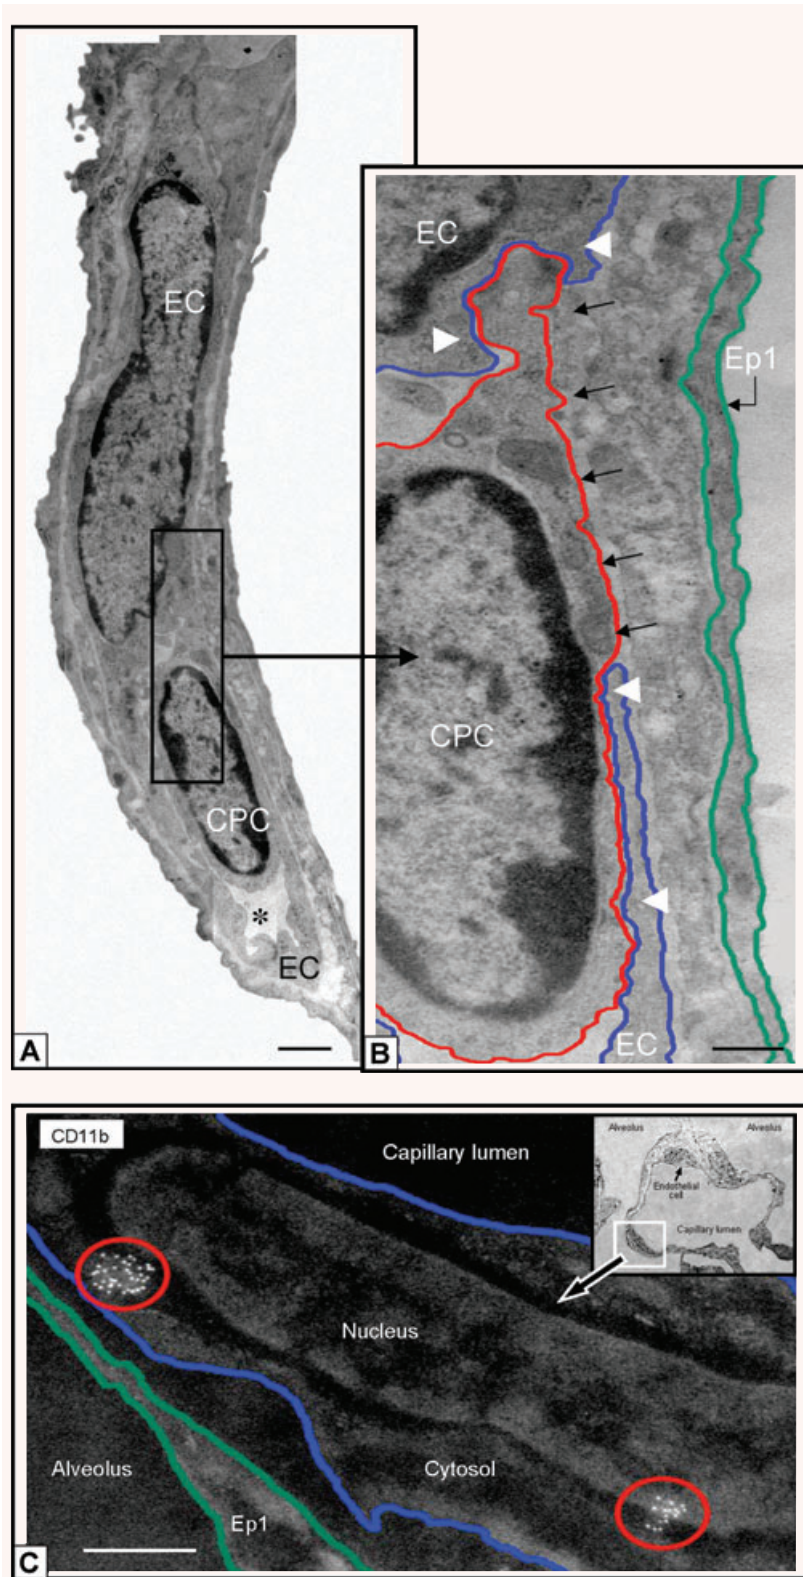 EC
CPC
*
EC
A
EC
Ep1
CPC
EC
B
CD11b
Capillary lumen
Alveolus
Alveolus
Endothelial
cell
Capillary lumen
Nucleus
Alveolus
Cytosol
Ep1
C